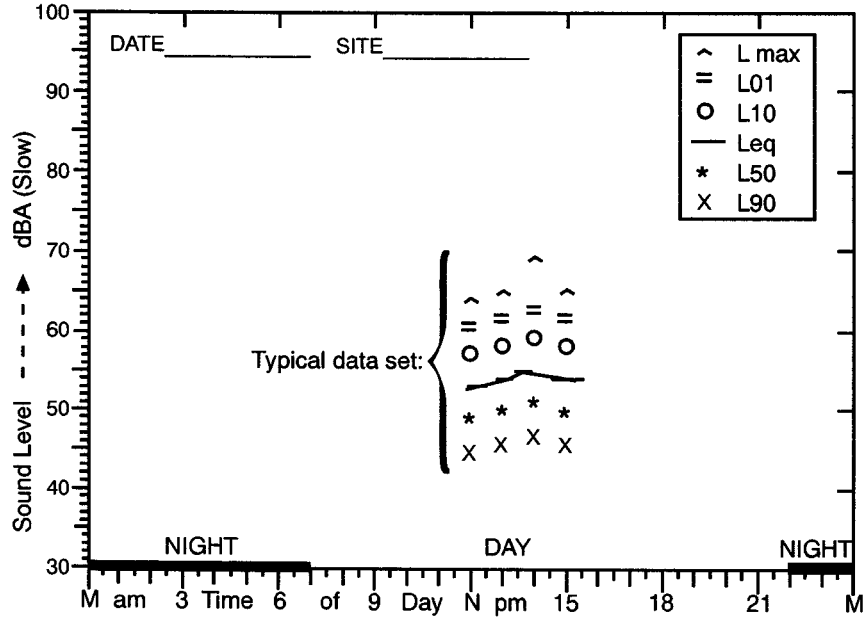 100
90
80
70
60
50
40
30
Sound Level dBA (Slow)
DATE SITE
^ L max
= L01
O L10
— Leq
* L50
X L90
Typical data set:
NIGHT DAY NIGHT
M am 3 Time 6 of 9 Day N pm 15 18 21 M